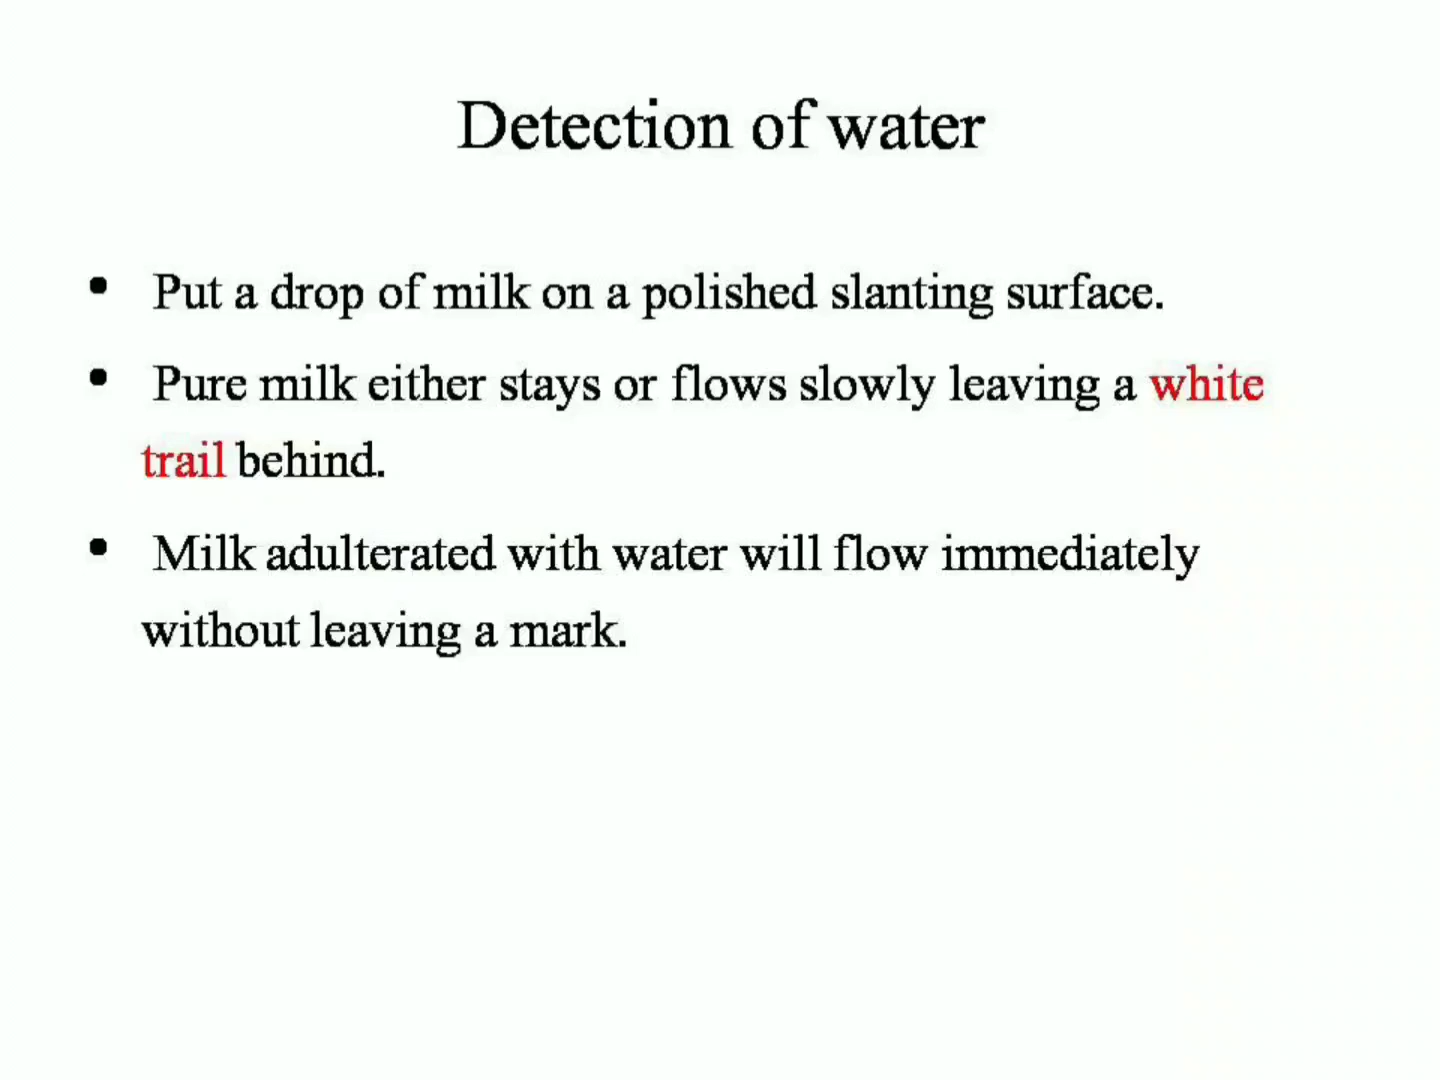 Detection of water
• Put a drop of milk on a polished slanting surface.
• Pure milk either stays or flows slowly leaving a white
trail behind.
• Milk adulterated with water will flow immediately
without leaving a mark.